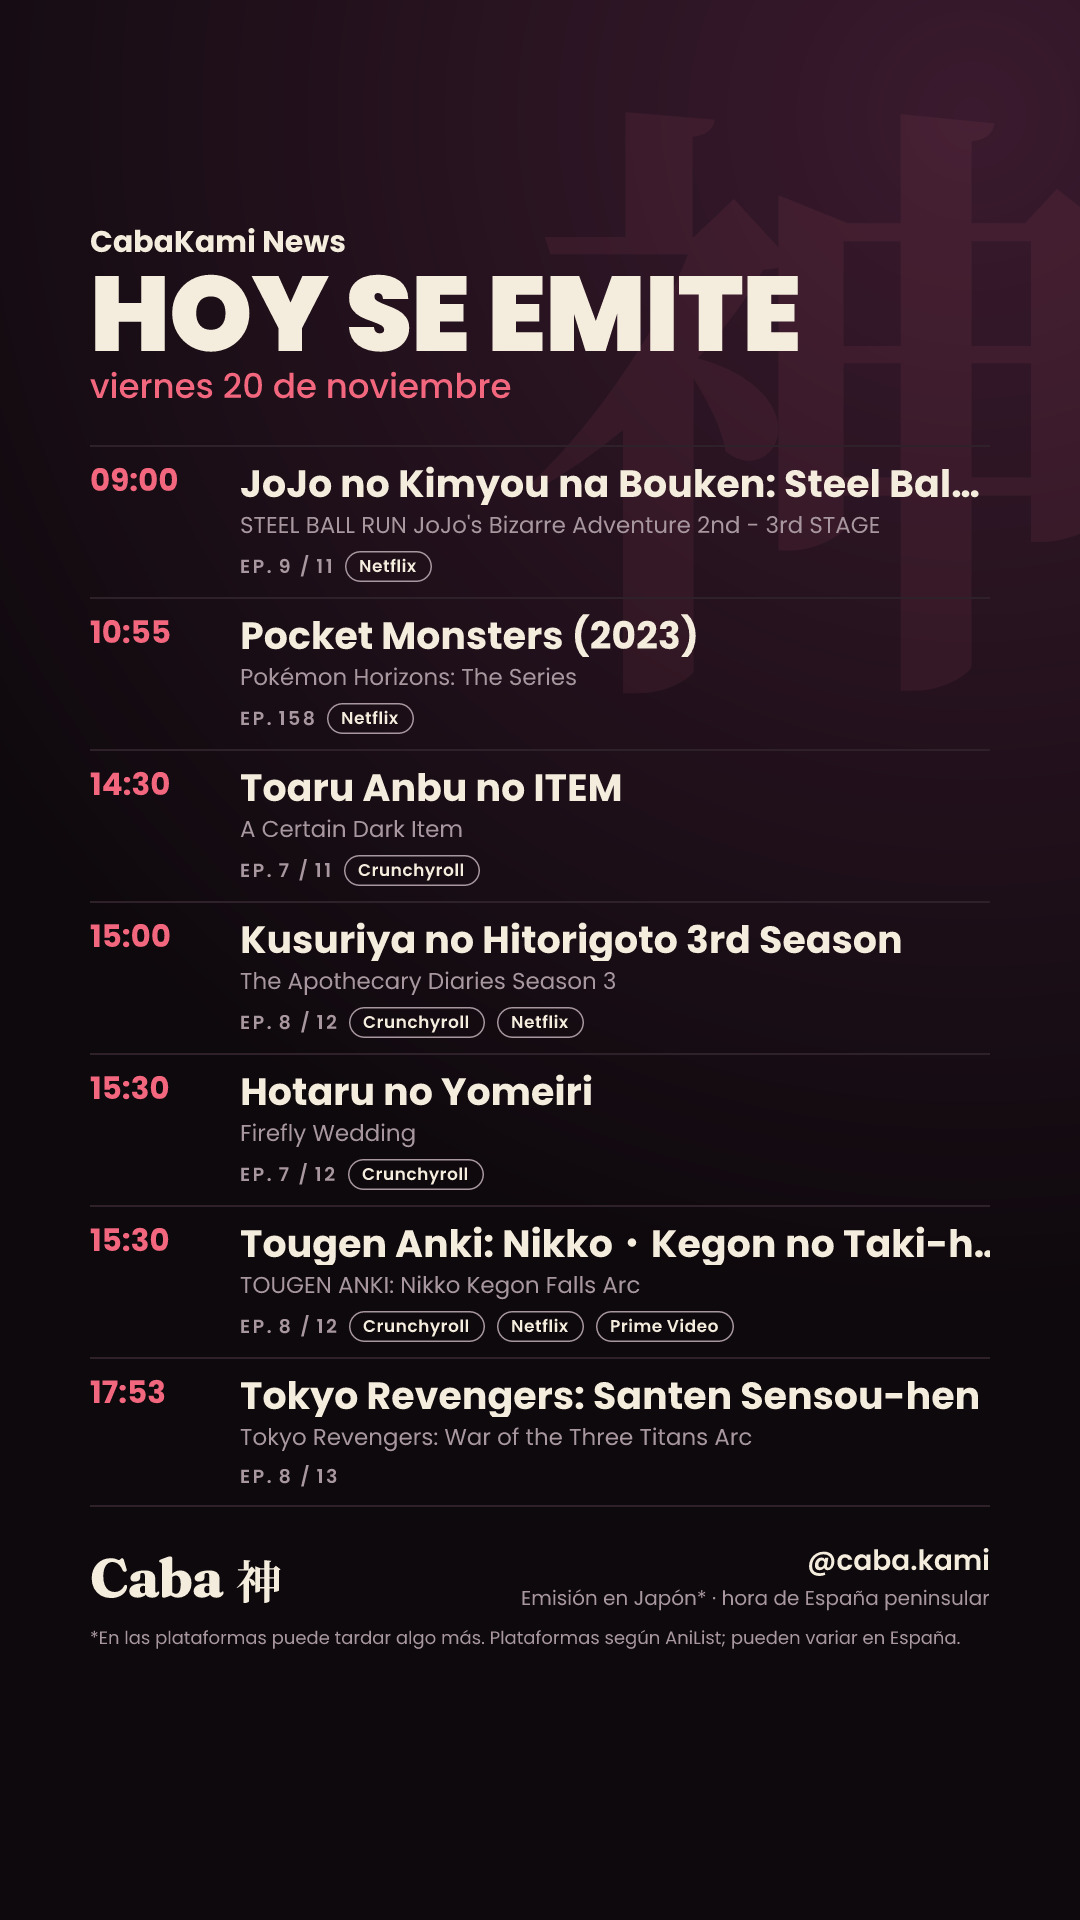 神
CabaKami News
HOY SE EMITE
viernes 20 de noviembre
09:00
JoJo no Kimyou na Bouken: Steel Bal...
STEEL BALL RUN JoJo's Bizarre Adventure 2nd - 3rd STAGE
EP. 9 / 11 Netflix
10:55
Pocket Monsters (2023)
Pokémon Horizons: The Series
EP. 158 Netflix
14:30
Toaru Anbu no ITEM
A Certain Dark Item
EP. 7 / 11 Crunchyroll
15:00
Kusuriya no Hitorigoto 3rd Season
The Apothecary Diaries Season 3
EP. 8 / 12 Crunchyroll Netflix
15:30
Hotaru no Yomeiri
Firefly Wedding
EP. 7 / 12 Crunchyroll
15:30
Tougen Anki: Nikko・Kegon no Taki-h..
TOUGEN ANKI: Nikko Kegon Falls Arc
EP. 8 / 12 Crunchyroll Netflix Prime Video
17:53
Tokyo Revengers: Santen Sensou-hen
Tokyo Revengers: War of the Three Titans Arc
EP. 8 / 13
Caba 神
@caba.kami
Emisión en Japón* · hora de España peninsular
*En las plataformas puede tardar algo más. Plataformas según AniList; pueden variar en España.